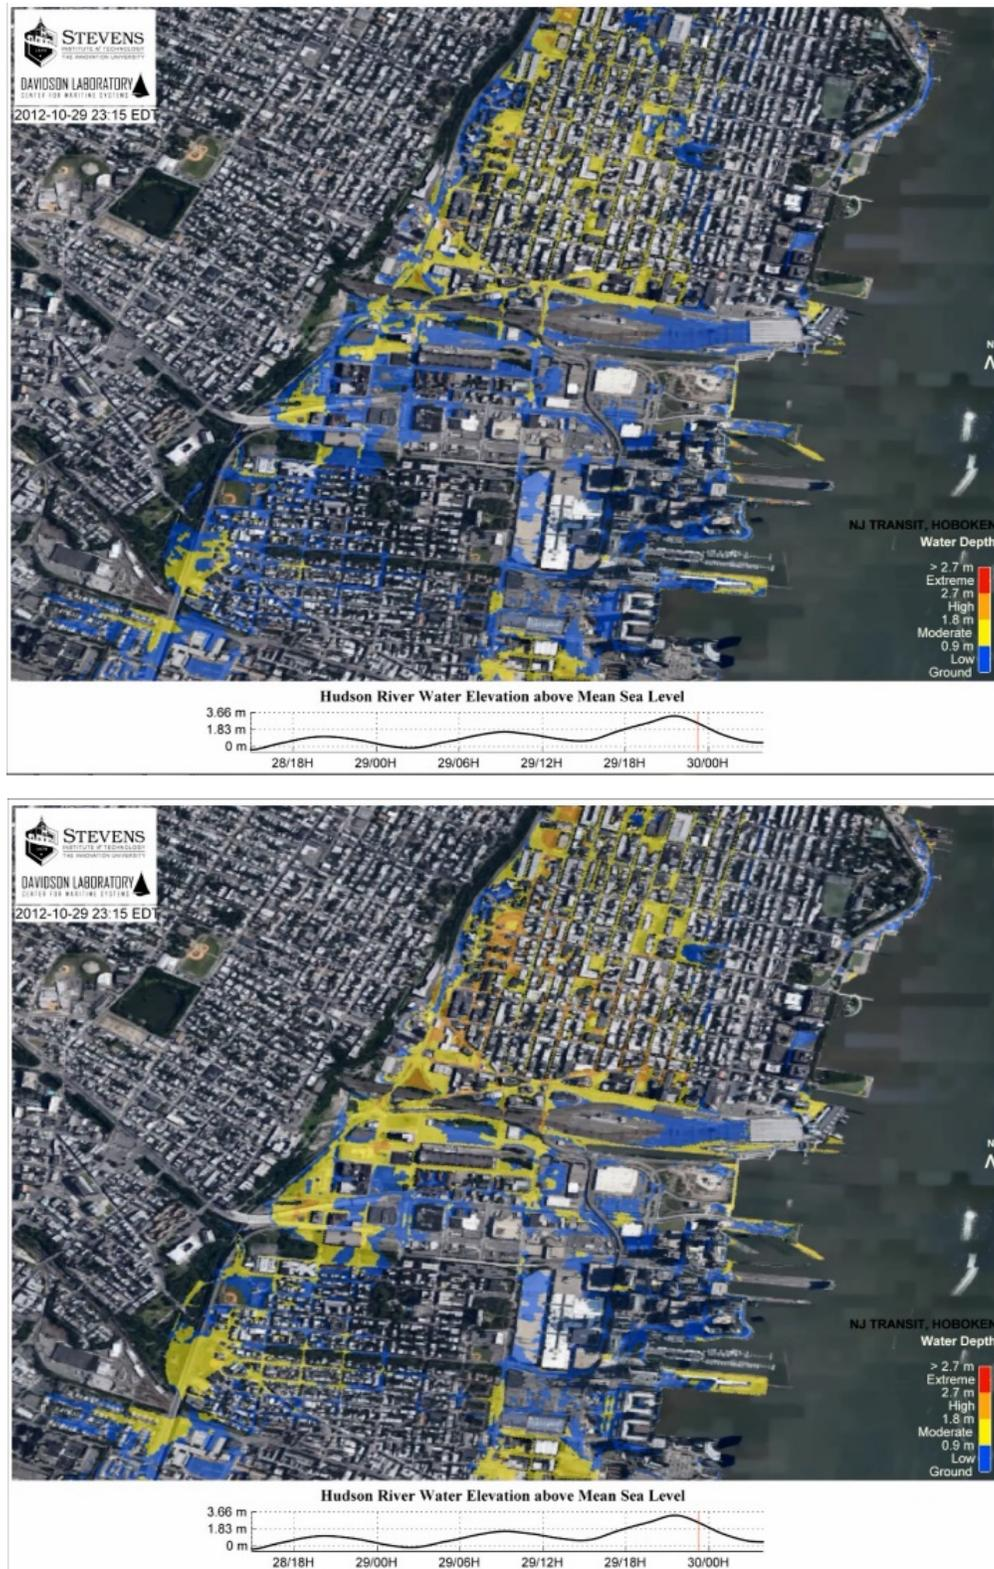 STEVENS
INSTITUTE of TECHNOLOGY
THE INNOVATION UNIVERSITY
DAVIDSON LABORATORY
CENTER FOR MARITIME SYSTEMS
2012-10-29 23:15 EDT
N
NJ TRANSIT, HOBOKEN
Water Depth
> 2.7 m
Extreme
2.7 m
High
1.8 m
Moderate
0.9 m
Low
Ground
Hudson River Water Elevation above Mean Sea Level
3.66 m
1.83 m
0 m
28/18H 29/00H 29/06H 29/12H 29/18H 30/00H
STEVENS
INSTITUTE of TECHNOLOGY
THE INNOVATION UNIVERSITY
DAVIDSON LABORATORY
CENTER FOR MARITIME SYSTEMS
2012-10-29 23:15 EDT
N
NJ TRANSIT, HOBOKEN
Water Depth
> 2.7 m
Extreme
2.7 m
High
1.8 m
Moderate
0.9 m
Low
Ground
Hudson River Water Elevation above Mean Sea Level
3.66 m
1.83 m
0 m
28/18H 29/00H 29/06H 29/12H 29/18H 30/00H